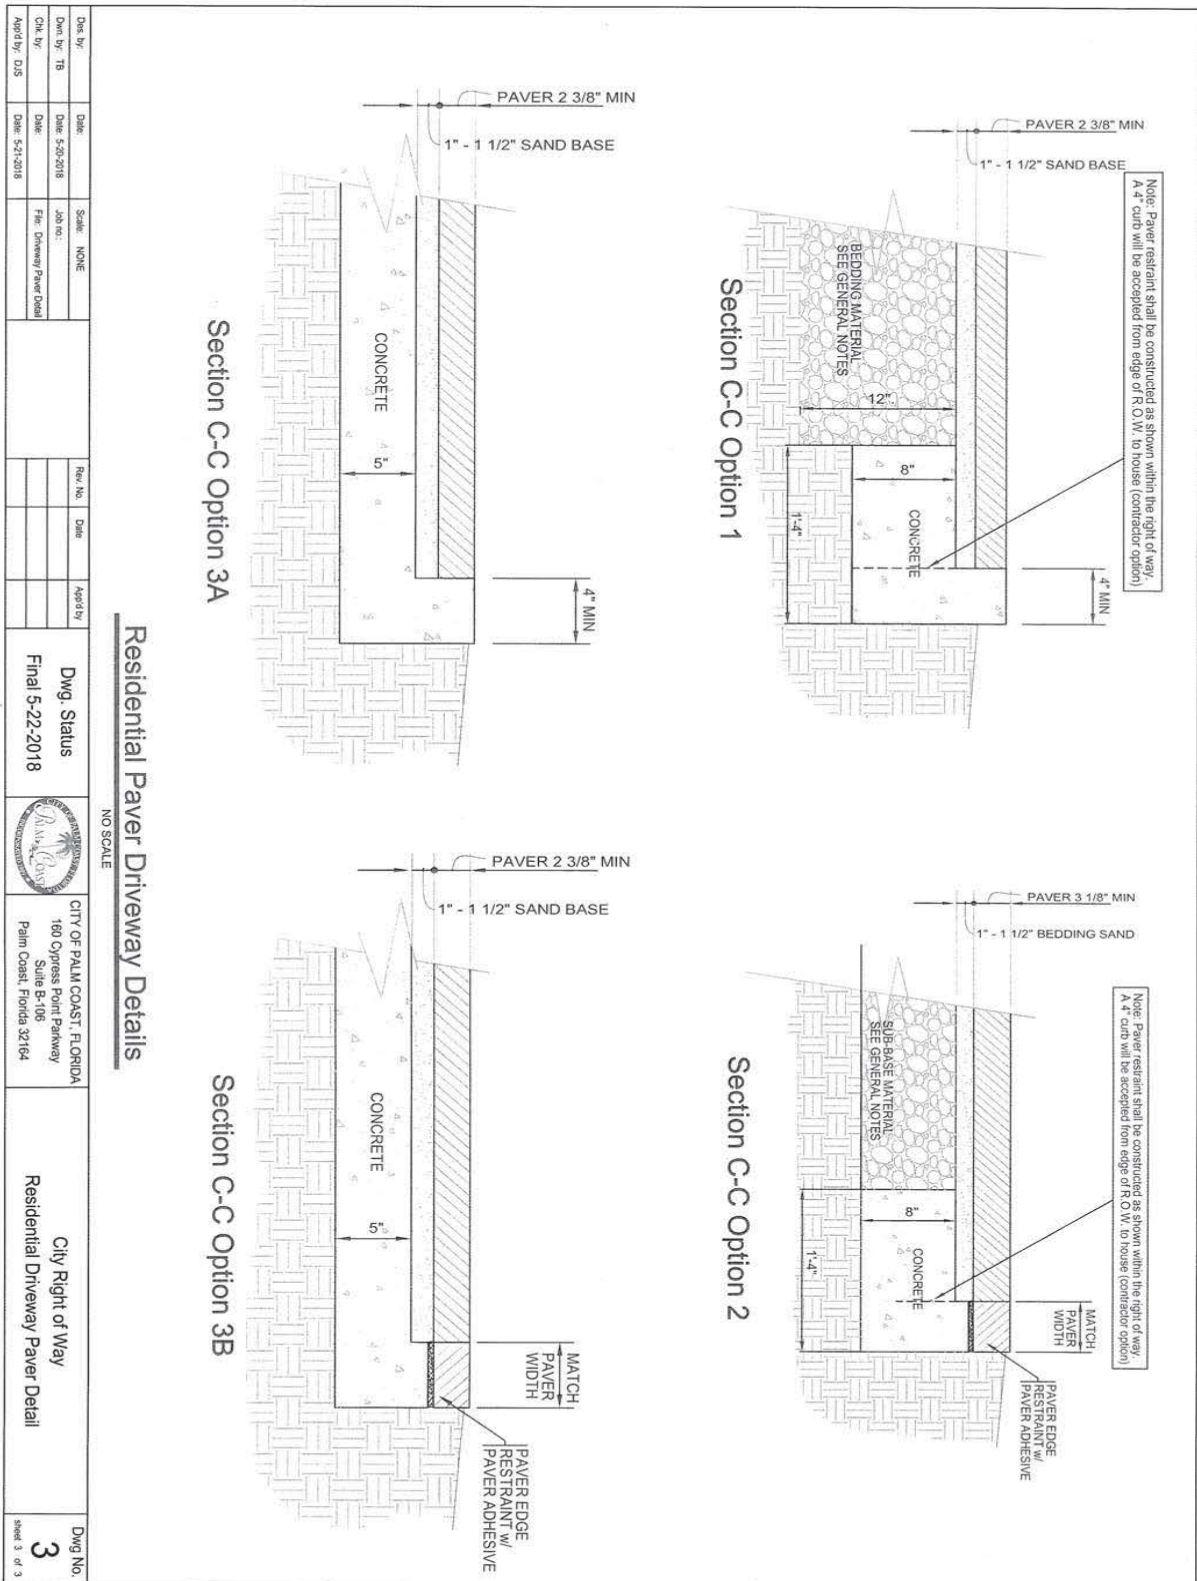 Note: Paver restraint shall be constructed as shown within the right of way.
A 4" curb will be accepted from edge of R.O.W. to house (contractor option)
PAVER 2 3/8" MIN
1" - 1 1/2" SAND BASE
4" MIN
BEDDING MATERIAL
SEE GENERAL NOTES
12"
8"
CONCRETE
1'-4"
Section C-C Option 1
Note: Paver restraint shall be constructed as shown within the right of way.
A 4" curb will be accepted from edge of R.O.W. to house (contractor option)
PAVER 3 1/8" MIN
1" - 1 1/2" BEDDING SAND
MATCH
PAVER
WIDTH
PAVER EDGE
RESTRAINT w/
PAVER ADHESIVE
SUB-BASE MATERIAL
SEE GENERAL NOTES
8"
CONCRETE
1'-4"
Section C-C Option 2
PAVER 2 3/8" MIN
1" - 1 1/2" SAND BASE
4" MIN
CONCRETE
5"
Section C-C Option 3A
PAVER 2 3/8" MIN
1" - 1 1/2" SAND BASE
MATCH
PAVER
WIDTH
PAVER EDGE
RESTRAINT w/
PAVER ADHESIVE
CONCRETE
5"
Section C-C Option 3B
Residential Paver Driveway Details
NO SCALE
Des. by:
Date:
Scale: NONE
Dwn. by: TB
Date: 5-20-2018
Job no.:
Chk. by:
Date:
File: Driveway Paver Detail
App'd by: DJS
Date: 5-21-2018
Rev. No.
Date
App'd by
Dwg. Status
Final 5-22-2018
PALM COAST
CITY OF PALM COAST, FLORIDA
160 Cypress Point Parkway
Suite B-106
Palm Coast, Florida 32164
City Right of Way
Residential Driveway Paver Detail
Dwg No.
3
sheet 3 of 3